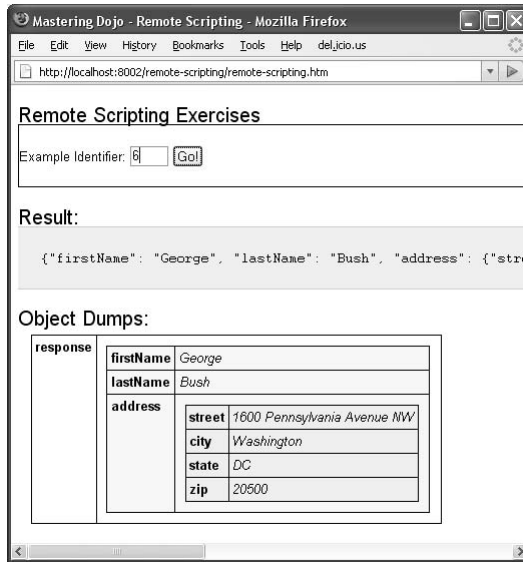 Mastering Dojo - Remote Scripting - Mozilla Firefox
File Edit View History Bookmarks Tools Help del.icio.us
http://localhost:8002/remote-scripting/remote-scripting.htm
Remote Scripting Exercises
Example Identifier: 6 Go!
Result:
{"firstName": "George", "lastName": "Bush", "address": {"str
Object Dumps:
response
firstName George
lastName Bush
address
street 1600 Pennsylvania Avenue NW
city Washington
state DC
zip 20500